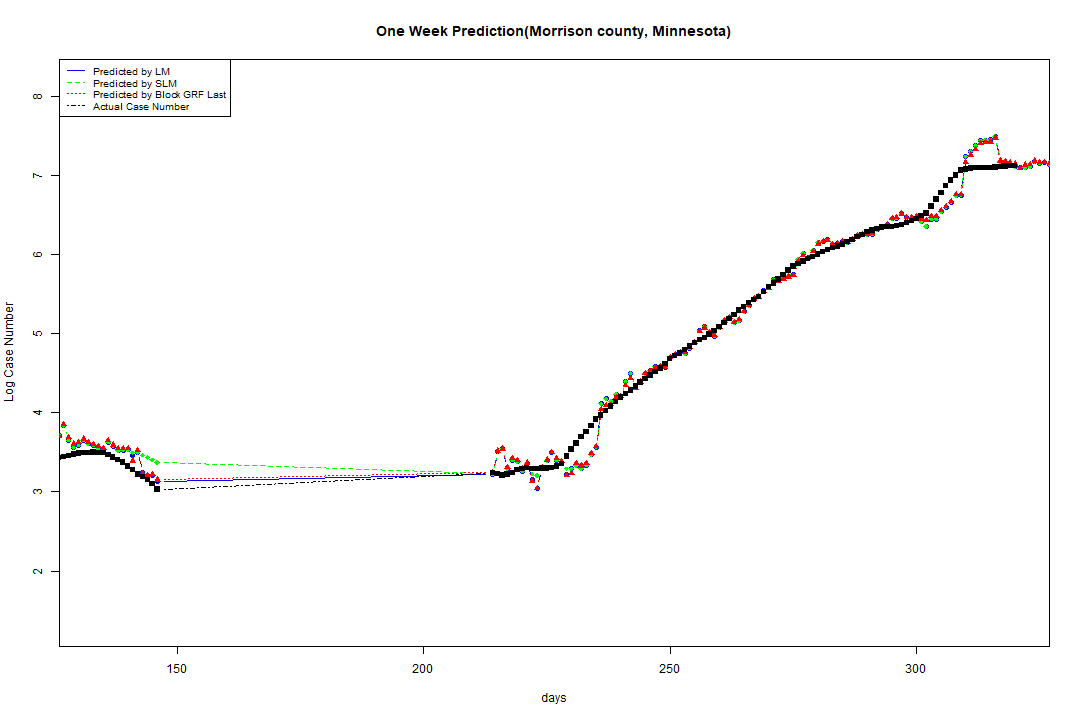 One Week Prediction(Morrison county, Minnesota)
Predicted by LM
Predicted by SLM
Predicted by Block GRF Last
Actual Case Number
8
7
6
5
4
3
2
Log Case Number
150
200
250
300
days